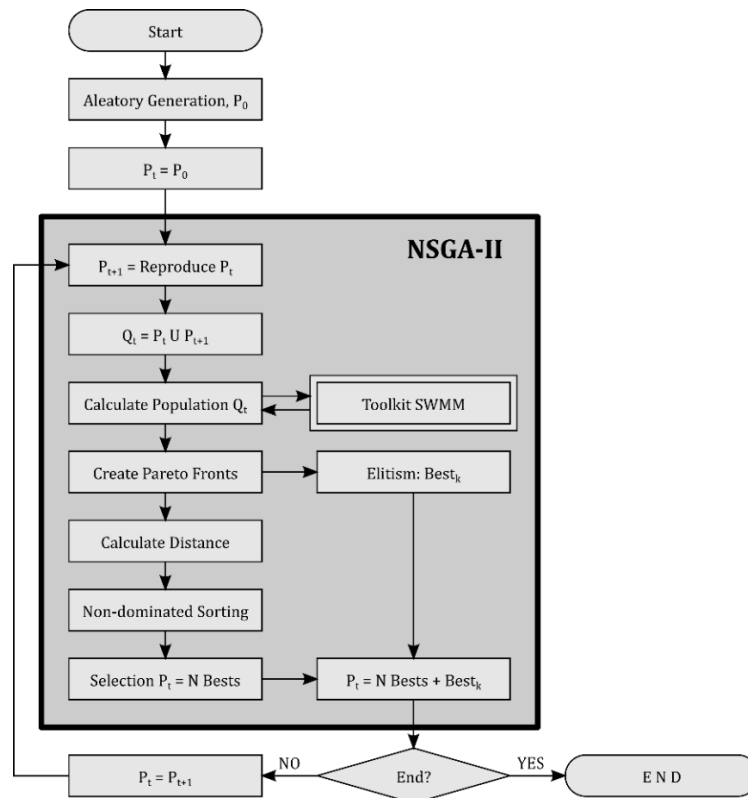 Start
Aleatory Generation, P₀
Pₜ = P₀
NSGA-II
Pₜ₊₁ = Reproduce Pₜ
Qₜ = Pₜ U Pₜ₊₁
Calculate Population Qₜ
Toolkit SWMM
Create Pareto Fronts
Elitism: Bestₖ
Calculate Distance
Non-dominated Sorting
Selection Pₜ = N Bests
Pₜ = N Bests + Bestₖ
Pₜ = Pₜ₊₁
NO
End?
YES
E N D